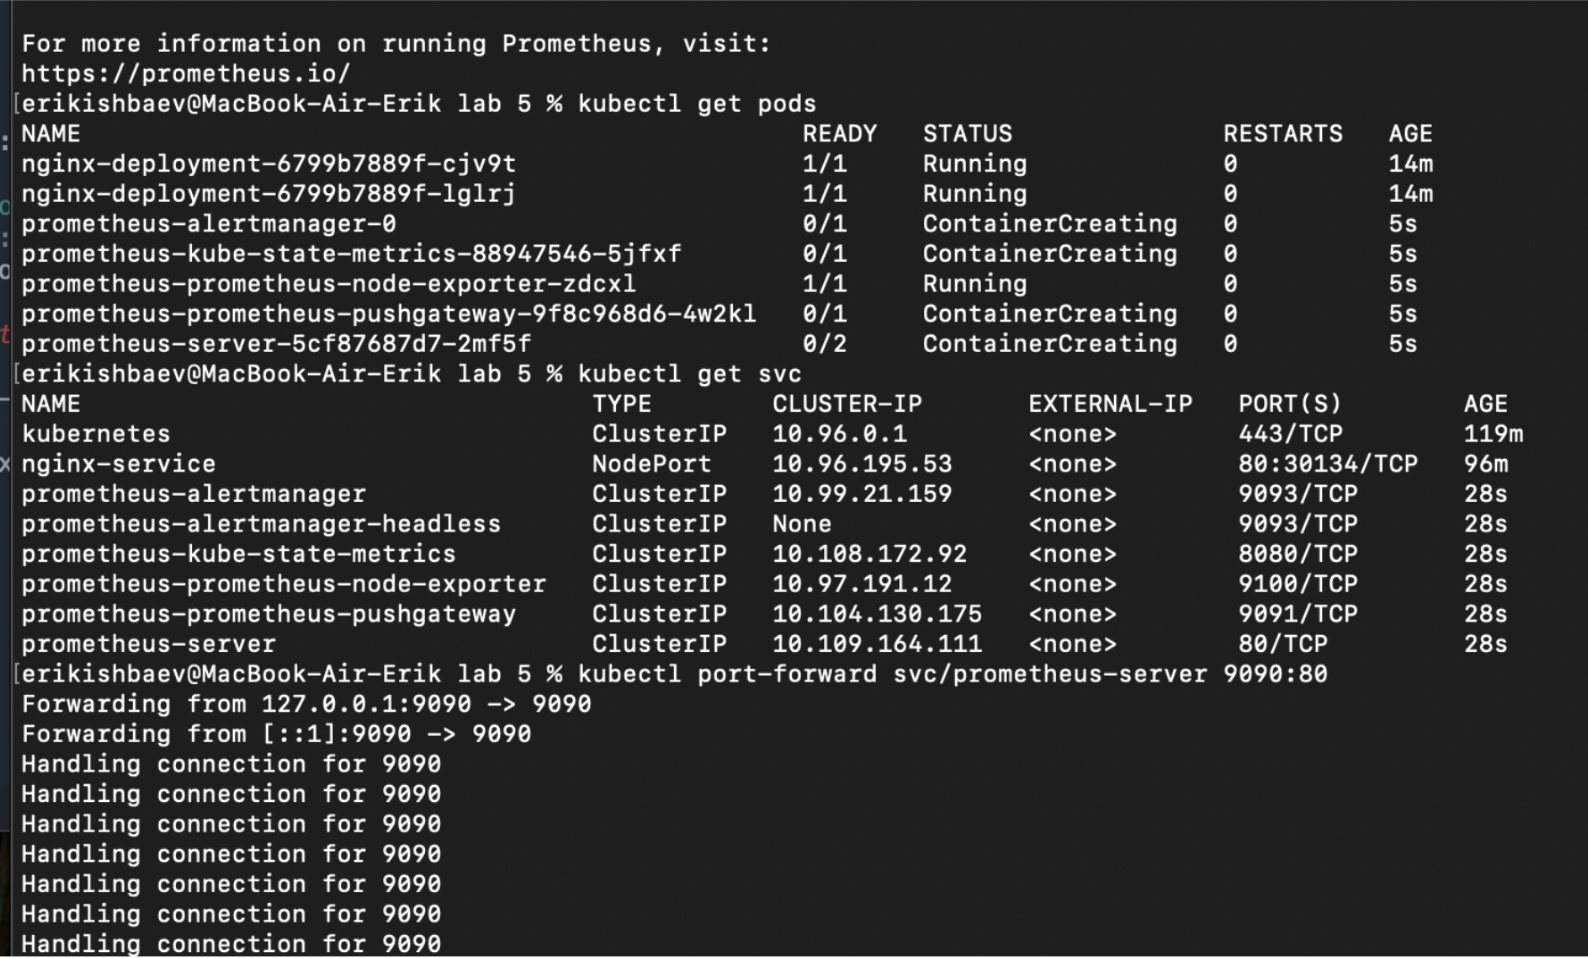 For more information on running Prometheus, visit:
https://prometheus.io/
[erikishbaev@MacBook-Air-Erik lab 5 % kubectl get pods
NAME READY STATUS RESTARTS AGE
nginx-deployment-6799b7889f-cjv9t 1/1 Running 0 14m
nginx-deployment-6799b7889f-lglrj 1/1 Running 0 14m
prometheus-alertmanager-0 0/1 ContainerCreating 0 5s
prometheus-kube-state-metrics-88947546-5jfxf 0/1 ContainerCreating 0 5s
prometheus-prometheus-node-exporter-zdcxl 1/1 Running 0 5s
prometheus-prometheus-pushgateway-9f8c968d6-4w2kl 0/1 ContainerCreating 0 5s
prometheus-server-5cf87687d7-2mf5f 0/2 ContainerCreating 0 5s
[erikishbaev@MacBook-Air-Erik lab 5 % kubectl get svc
NAME TYPE CLUSTER-IP EXTERNAL-IP PORT(S) AGE
kubernetes ClusterIP 10.96.0.1 <none> 443/TCP 119m
nginx-service NodePort 10.96.195.53 <none> 80:30134/TCP 96m
prometheus-alertmanager ClusterIP 10.99.21.159 <none> 9093/TCP 28s
prometheus-alertmanager-headless ClusterIP None <none> 9093/TCP 28s
prometheus-kube-state-metrics ClusterIP 10.108.172.92 <none> 8080/TCP 28s
prometheus-prometheus-node-exporter ClusterIP 10.97.191.12 <none> 9100/TCP 28s
prometheus-prometheus-pushgateway ClusterIP 10.104.130.175 <none> 9091/TCP 28s
prometheus-server ClusterIP 10.109.164.111 <none> 80/TCP 28s
[erikishbaev@MacBook-Air-Erik lab 5 % kubectl port-forward svc/prometheus-server 9090:80
Forwarding from 127.0.0.1:9090 -> 9090
Forwarding from [::1]:9090 -> 9090
Handling connection for 9090
Handling connection for 9090
Handling connection for 9090
Handling connection for 9090
Handling connection for 9090
Handling connection for 9090
Handling connection for 9090